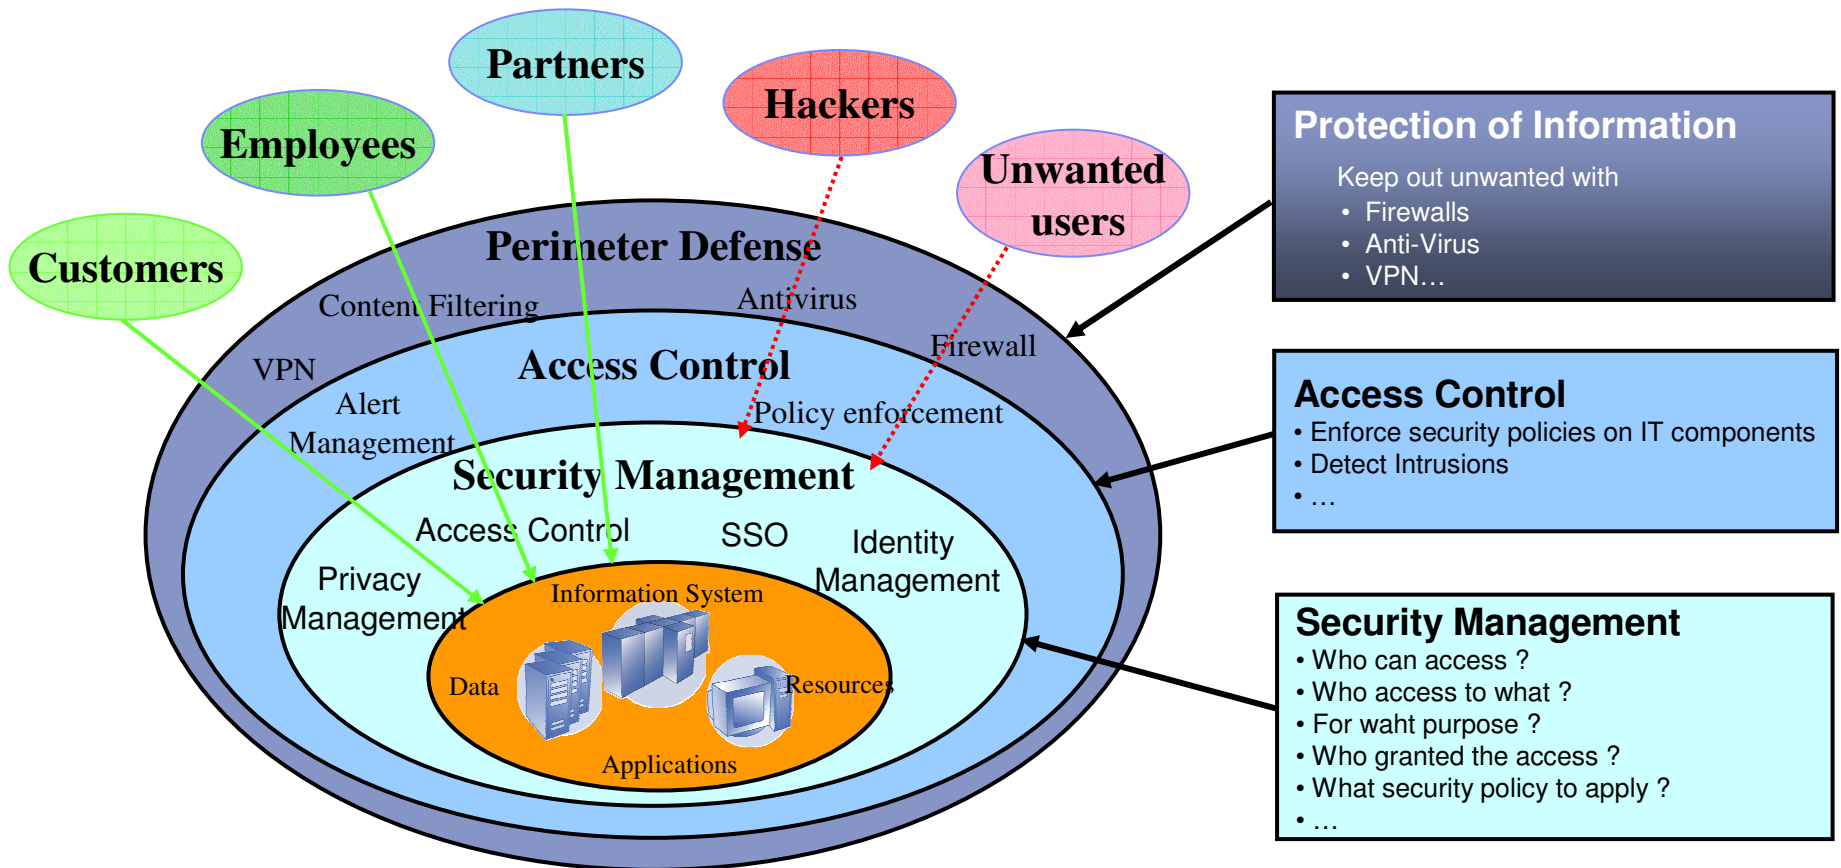 Partners
Hackers
Employees
Unwanted
users
Customers
Perimeter Defense
Content Filtering
Antivirus
Firewall
VPN
Access Control
Alert
Management
Policy enforcement
Security Management
Access Control
SSO
Identity
Management
Privacy
Management
Information System
Data
Resources
Applications
Protection of Information
Keep out unwanted with
• Firewalls
• Anti-Virus
• VPN…
Access Control
• Enforce security policies on IT components
• Detect Intrusions
• …
Security Management
• Who can access ?
• Who access to what ?
• For waht purpose ?
• Who granted the access ?
• What security policy to apply ?
• …